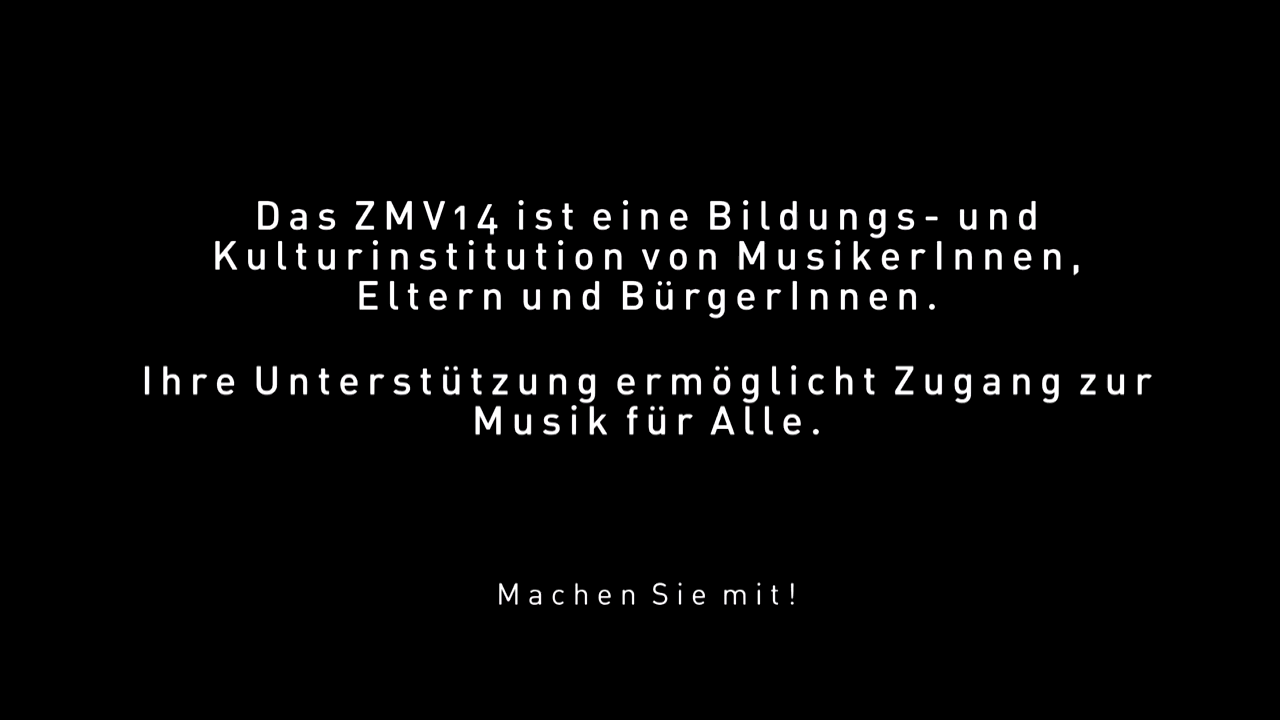 Das ZMV14 ist eine Bildungs- und
Kulturinstitution von MusikerInnen,
Eltern und BürgerInnen.
Ihre Unterstützung ermöglicht Zugang zur
Musik für Alle.
Machen Sie mit!